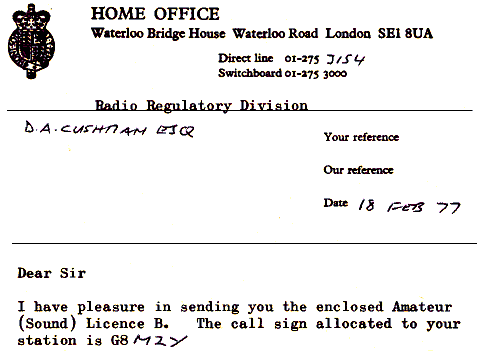 HOME OFFICE
Waterloo Bridge House Waterloo Road London SE1 8UA
Direct line 01-275 3154
Switchboard 01-275 3000
Radio Regulatory Division
D.A. CUSHMAN ESQ
Your reference
Our reference
Date 18 FEB 77
Dear Sir
I have pleasure in sending you the enclosed Amateur
(Sound) Licence B. The call sign allocated to your
station is G8MZY